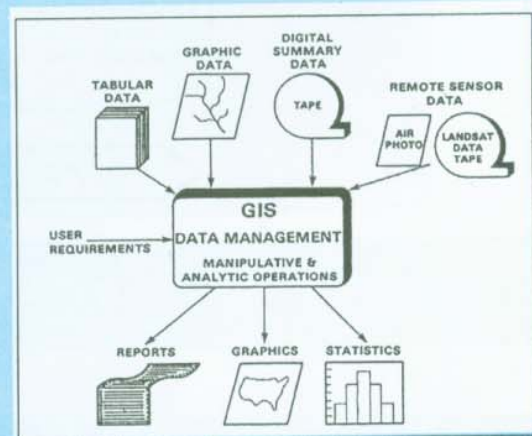 TABULAR
DATA
GRAPHIC
DATA
DIGITAL
SUMMARY
DATA
TAPE
REMOTE SENSOR
DATA
AIR
PHOTO
LANDSAT
DATA
TAPE
USER
REQUIREMENTS
GIS
DATA MANAGEMENT
MANIPULATIVE &
ANALYTIC OPERATIONS
REPORTS
GRAPHICS
STATISTICS